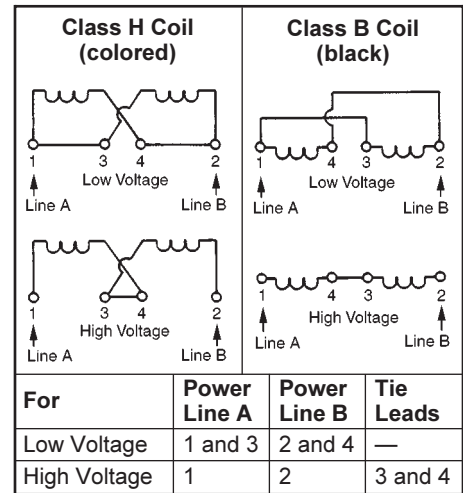 Class H Coil
(colored)
1 3 4 2
Low Voltage
Line A Line B
1 3 4 2
High Voltage
Line A Line B
Class B Coil
(black)
1 4 3 2
Low Voltage
Line A Line B
1 4 3 2
High Voltage
Line A Line B
For Power Line A Power Line B Tie Leads
Low Voltage 1 and 3 2 and 4 —
High Voltage 1 2 3 and 4